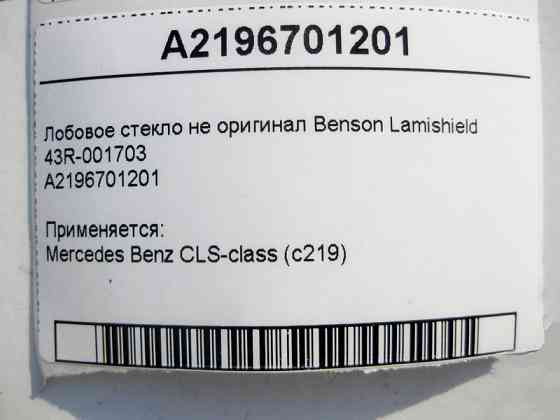 A2196701201
Лобовое стекло не оригинал Benson Lamishield
43R-001703
A2196701201
Применяется:
Mercedes Benz CLS-class (c219)